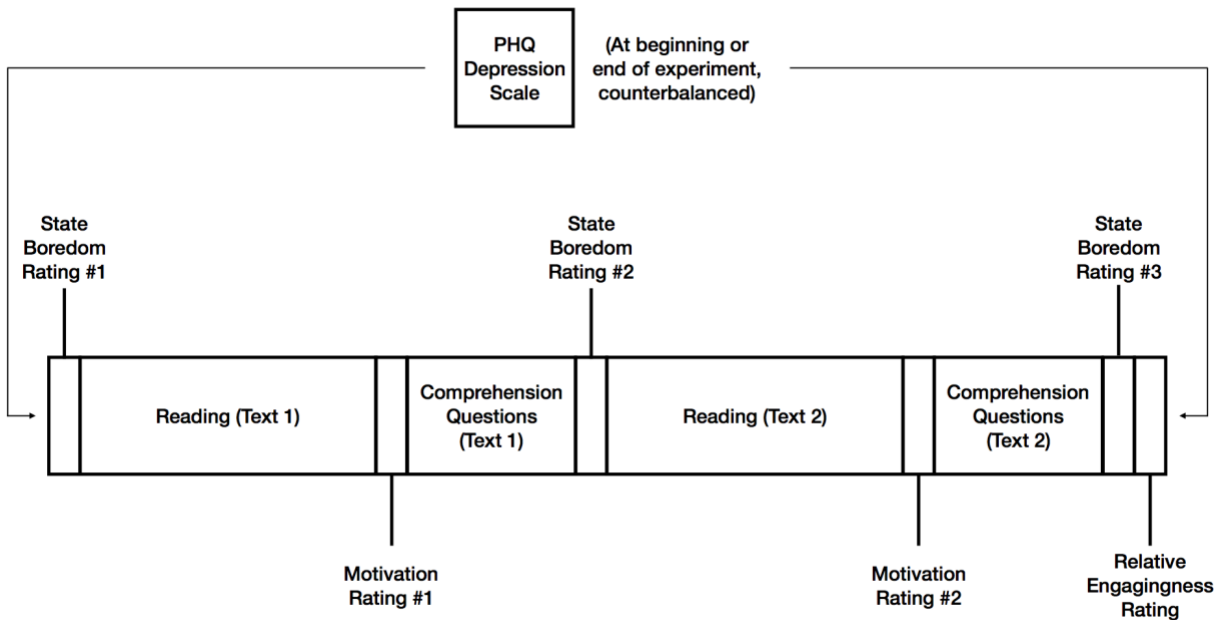 PHQ
Depression
Scale
(At beginning or
end of experiment,
counterbalanced)
State
Boredom
Rating #1
State
Boredom
Rating #2
State
Boredom
Rating #3
Reading (Text 1)
Comprehension
Questions
(Text 1)
Reading (Text 2)
Comprehension
Questions
(Text 2)
Motivation
Rating #1
Motivation
Rating #2
Relative
Engagingness
Rating